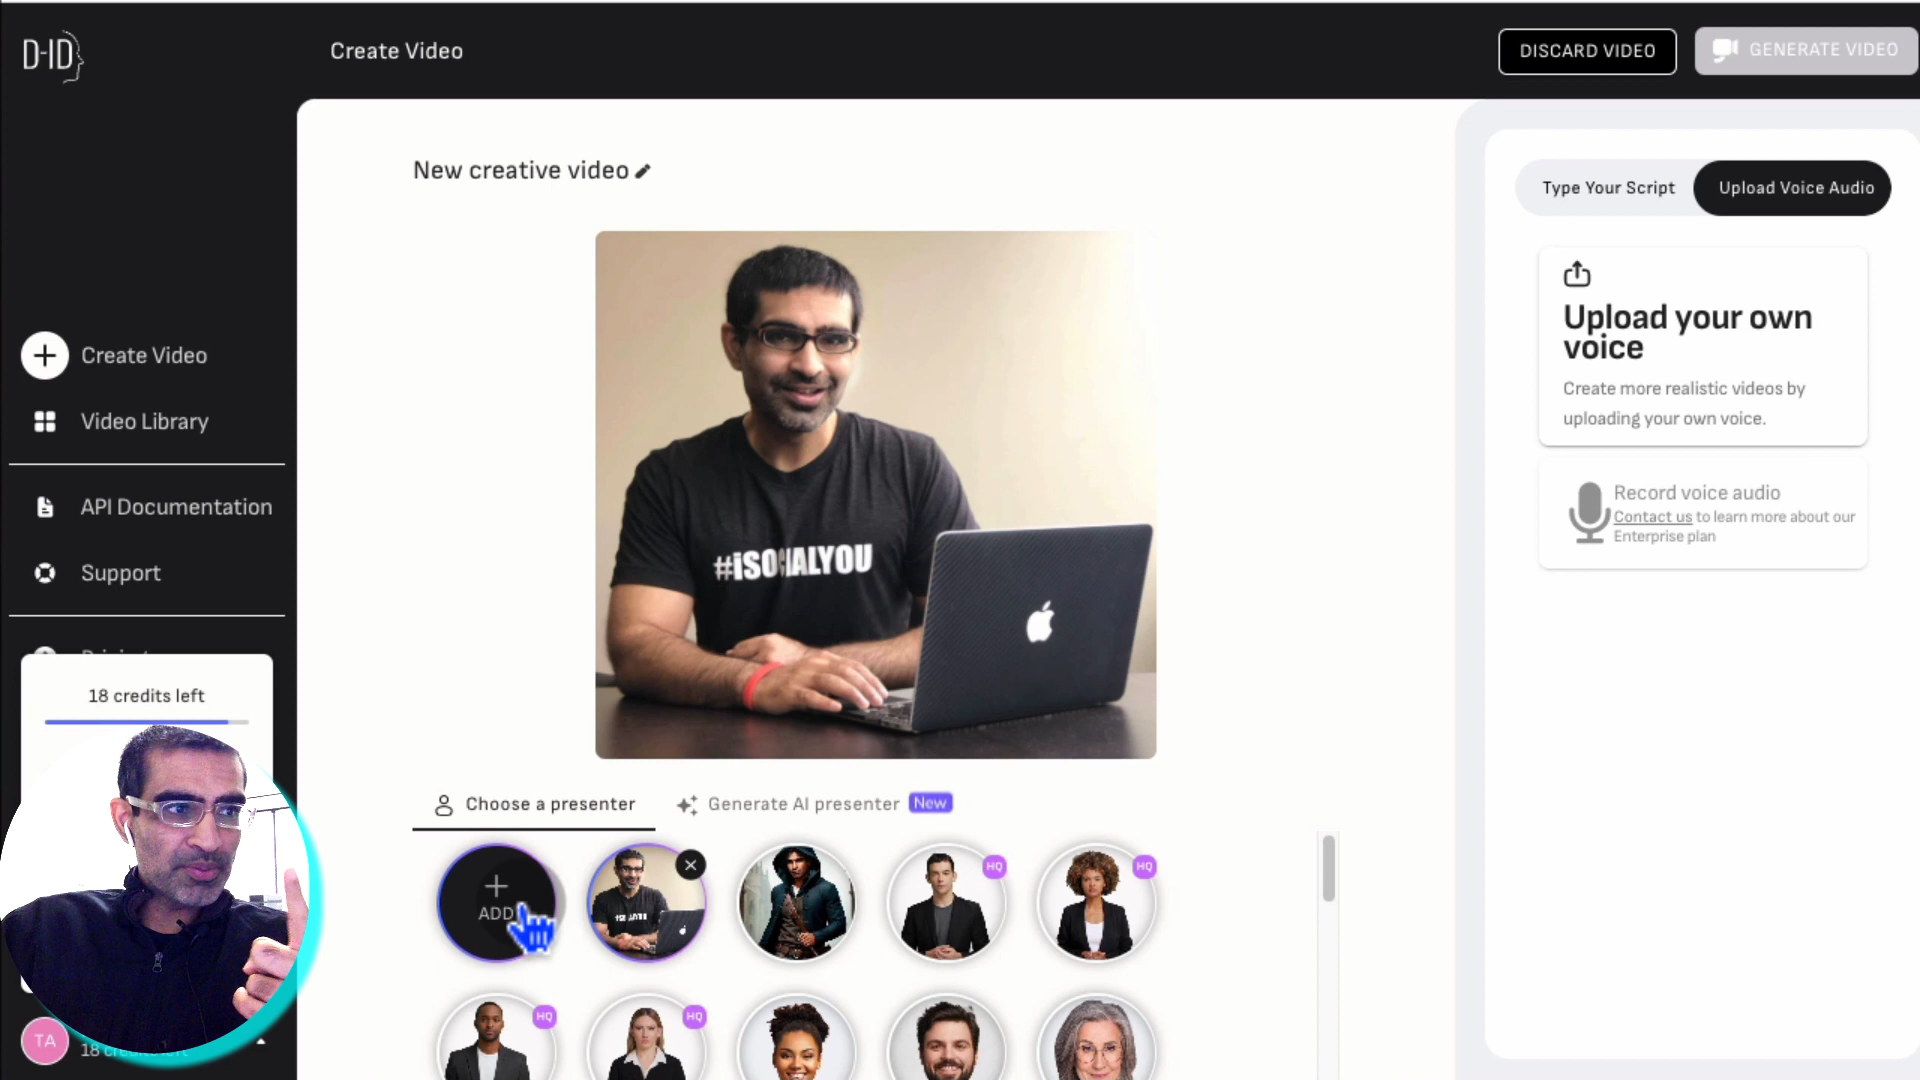 D-ID
Create Video
DISCARD VIDEO
GENERATE VIDEO
New creative video
Type Your Script
Upload Voice Audio
Upload your own
voice
Create more realistic videos by
uploading your own voice.
Record voice audio
Contact us to learn more about our
Enterprise plan
Create Video
Video Library
API Documentation
Support
18 credits left
#iSOCIALYOU
Choose a presenter
Generate AI presenter New
ADD
HQ
HQ
HQ
HQ
TA
18 credits left